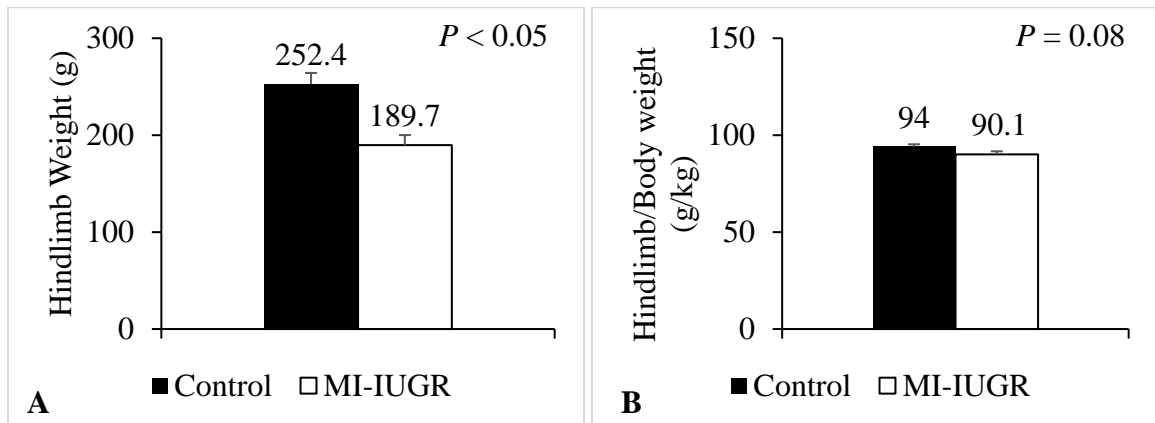 Hindlimb Weight (g)
300
200
100
0
P < 0.05
252.4
189.7
Control MI-IUGR
A
Hindlimb/Body weight
(g/kg)
150
100
50
0
P = 0.08
94
90.1
Control MI-IUGR
B